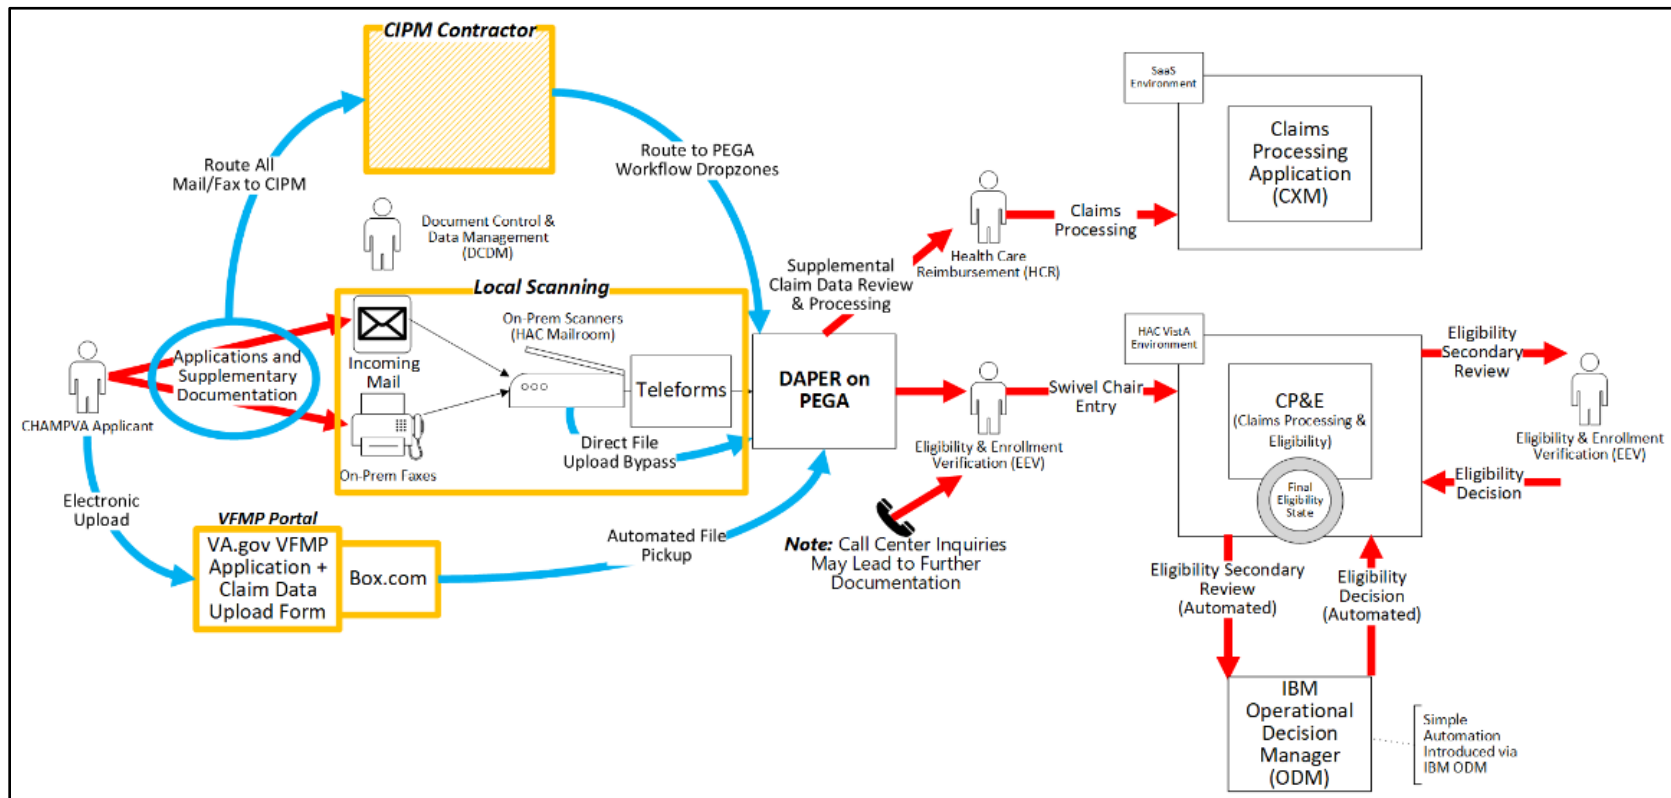 CIPM Contractor
Route All
Mail/Fax to CIPM
Route to PEGA
Workflow Dropzones
Document Control &
Data Management
(DCDM)
Local Scanning
On-Prem Scanners
(HAC Mailroom)
Incoming
Mail
Teleforms
Direct File
Upload Bypass
On-Prem Faxes
Applications and
Supplementary
Documentation
CHAMPVA Applicant
Electronic
Upload
VFMP Portal
VA.gov VFMP
Application +
Claim Data
Upload Form
Box.com
Automated File
Pickup
DAPER on
PEGA
Supplemental
Claim Data Review
& Processing
Health Care
Reimbursement (HCR)
Claims
Processing
SaaS
Environment
Claims
Processing
Application
(CXM)
Eligibility & Enrollment
Verification (EEV)
Swivel Chair
Entry
Note: Call Center Inquiries
May Lead to Further
Documentation
HAC VistA
Environment
CP&E
(Claims Processing &
Eligibility)
Final
Eligibility
State
Eligibility
Secondary
Review
Eligibility & Enrollment
Verification (EEV)
Eligibility
Decision
Eligibility Secondary
Review
(Automated)
Eligibility
Decision
(Automated)
IBM
Operational
Decision
Manager
(ODM)
Simple
Automation
Introduced via
IBM ODM